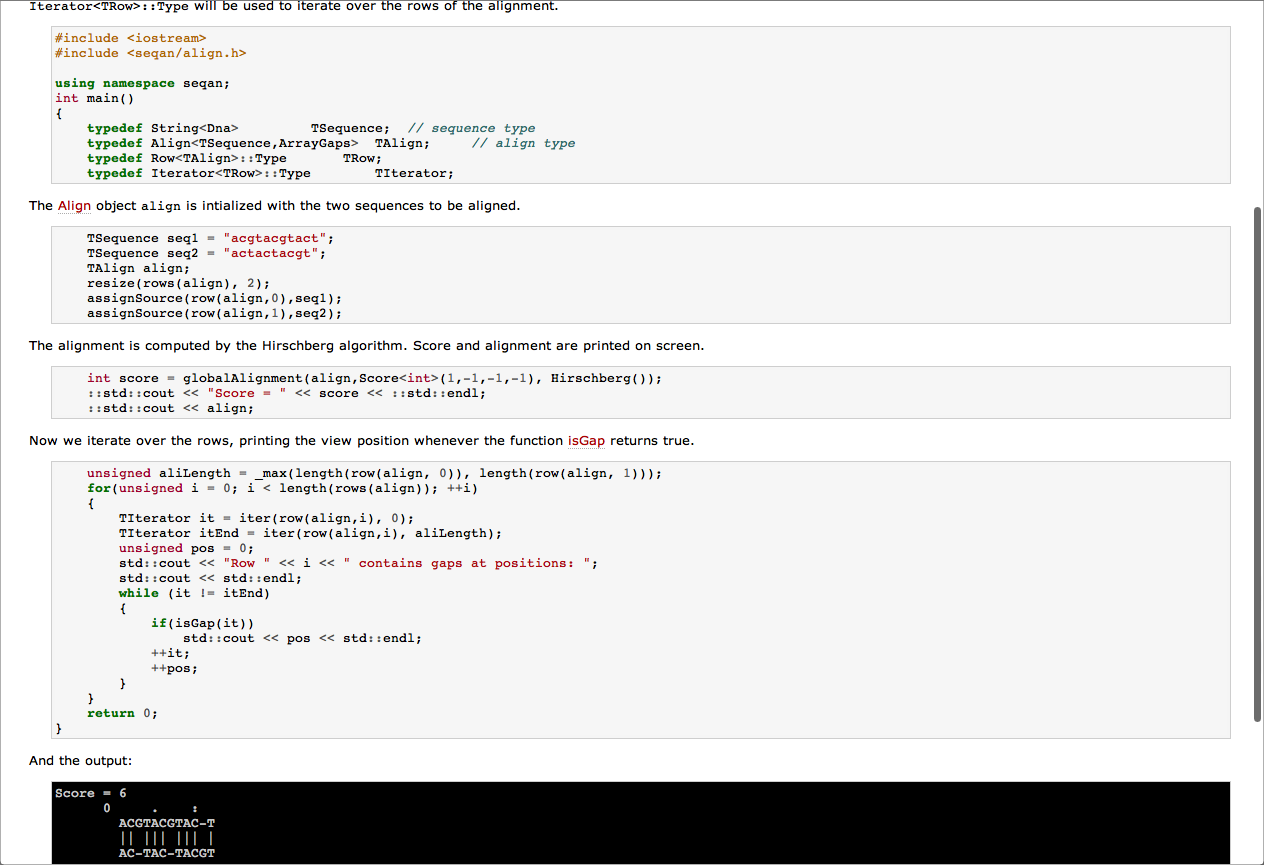 Iterator<TRow>::Type will be used to iterate over the rows of the alignment.
#include <iostream>
#include <seqan/align.h>
using namespace seqan;
int main()
{
    typedef String<Dna>         TSequence;  // sequence type
    typedef Align<TSequence,ArrayGaps>  TAlign;     // align type
    typedef Row<TAlign>::Type       TRow;
    typedef Iterator<TRow>::Type        TIterator;
The Align object align is intialized with the two sequences to be aligned.
    TSequence seq1 = "acgtacgtact";
    TSequence seq2 = "actactacgt";
    TAlign align;
    resize(rows(align), 2);
    assignSource(row(align,0),seq1);
    assignSource(row(align,1),seq2);
The alignment is computed by the Hirschberg algorithm. Score and alignment are printed on screen.
    int score = globalAlignment(align,Score<int>(1,-1,-1,-1), Hirschberg());
    ::std::cout << "Score = " << score << ::std::endl;
    ::std::cout << align;
Now we iterate over the rows, printing the view position whenever the function isGap returns true.
    unsigned aliLength = _max(length(row(align, 0)), length(row(align, 1)));
    for(unsigned i = 0; i < length(rows(align)); ++i)
    {
        TIterator it = iter(row(align,i), 0);
        TIterator itEnd = iter(row(align,i), aliLength);
        unsigned pos = 0;
        std::cout << "Row " << i << " contains gaps at positions: ";
        std::cout << std::endl;
        while (it != itEnd)
        {
            if(isGap(it))
                std::cout << pos << std::endl;
            ++it;
            ++pos;
        }
    }
    return 0;
}
And the output:
Score = 6
      0     .    :
        ACGTACGTAC-T
        || ||| ||| |
        AC-TAC-TACGT